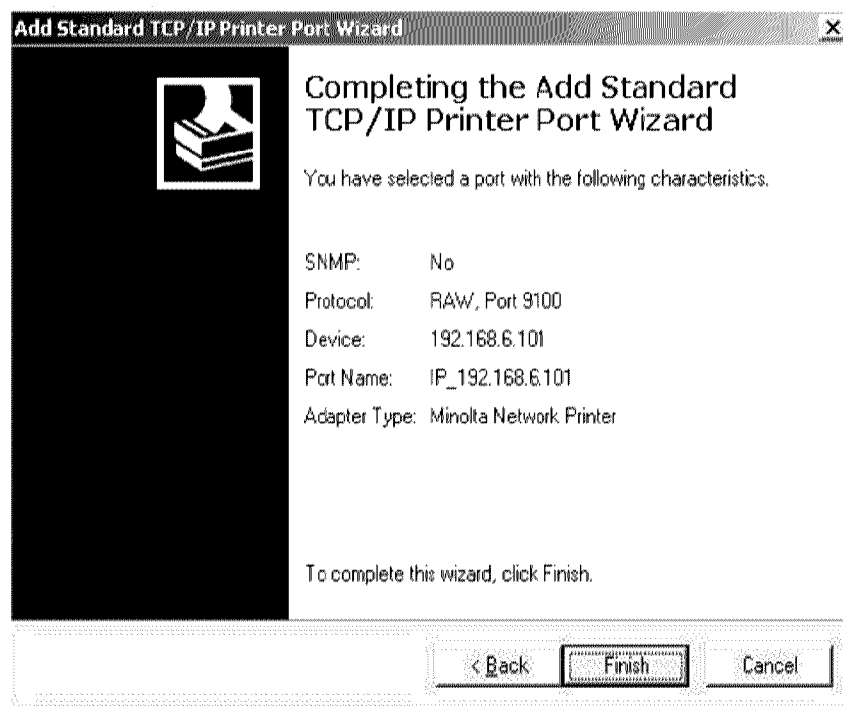 Add Standard TCP/IP Printer Port Wizard
Completing the Add Standard
TCP/IP Printer Port Wizard
You have selected a port with the following characteristics.
SNMP: No
Protocol: RAW, Port 9100
Device: 192.168.6.101
Port Name: IP_192.168.6.101
Adapter Type: Minolta Network Printer
To complete this wizard, click Finish.
< Back Finish Cancel